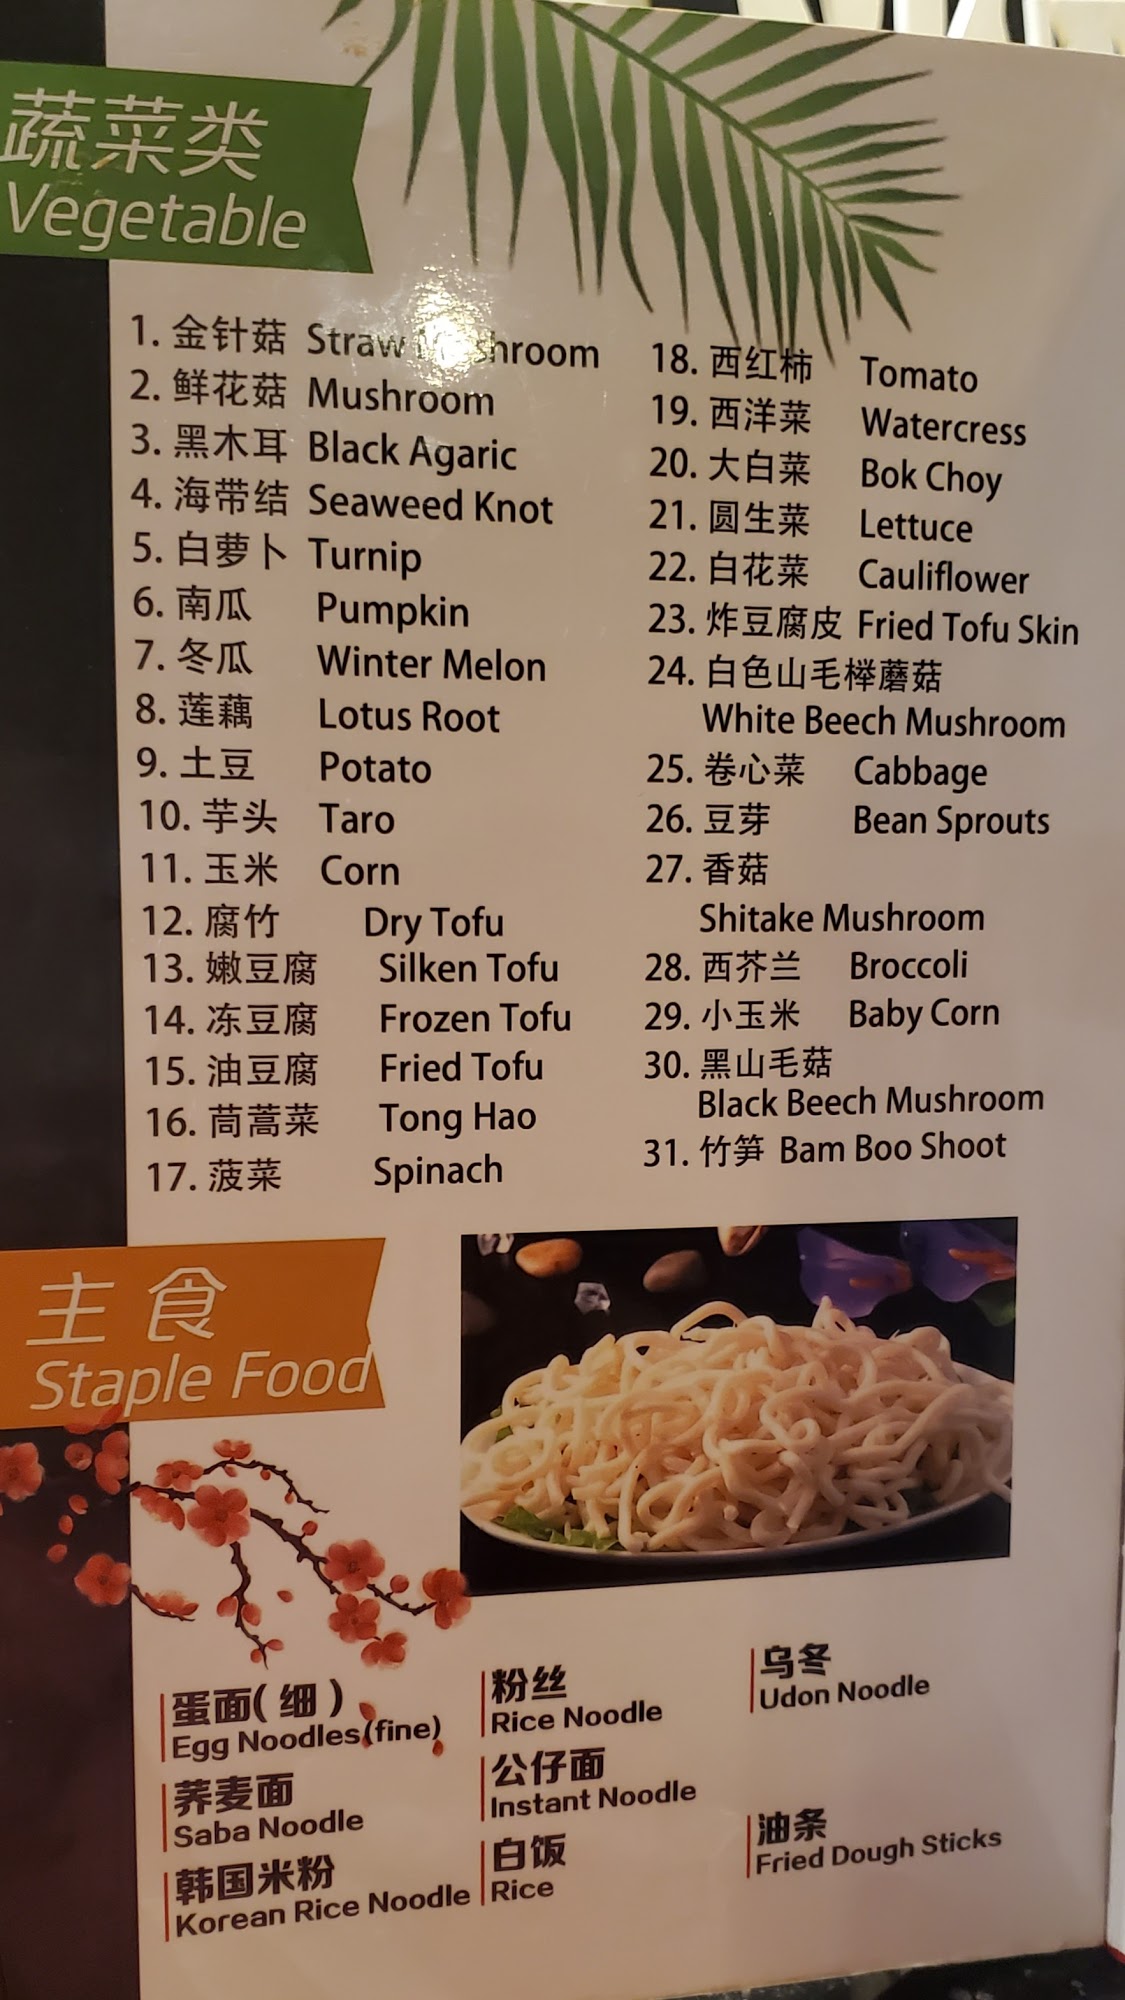 蔬菜类
Vegetable
1. 金针菇 Straw Mushroom
2. 鲜花菇 Mushroom
3. 黑木耳 Black Agaric
4. 海带结 Seaweed Knot
5. 白萝卜 Turnip
6. 南瓜 Pumpkin
7. 冬瓜 Winter Melon
8. 莲藕 Lotus Root
9. 土豆 Potato
10. 芋头 Taro
11. 玉米 Corn
12. 腐竹 Dry Tofu
13. 嫩豆腐 Silken Tofu
14. 冻豆腐 Frozen Tofu
15. 油豆腐 Fried Tofu
16. 茼蒿菜 Tong Hao
17. 菠菜 Spinach
18. 西红柿 Tomato
19. 西洋菜 Watercress
20. 大白菜 Bok Choy
21. 圆生菜 Lettuce
22. 白花菜 Cauliflower
23. 炸豆腐皮 Fried Tofu Skin
24. 白色山毛榉蘑菇
White Beech Mushroom
25. 卷心菜 Cabbage
26. 豆芽 Bean Sprouts
27. 香菇
Shitake Mushroom
28. 西芥兰 Broccoli
29. 小玉米 Baby Corn
30. 黑山毛菇
Black Beech Mushroom
31. 竹笋 Bam Boo Shoot
主食
Staple Food
蛋面(细)
Egg Noodles(fine)
荞麦面
Saba Noodle
韩国米粉
Korean Rice Noodle
粉丝
Rice Noodle
公仔面
Instant Noodle
白饭
Rice
乌冬
Udon Noodle
油条
Fried Dough Sticks